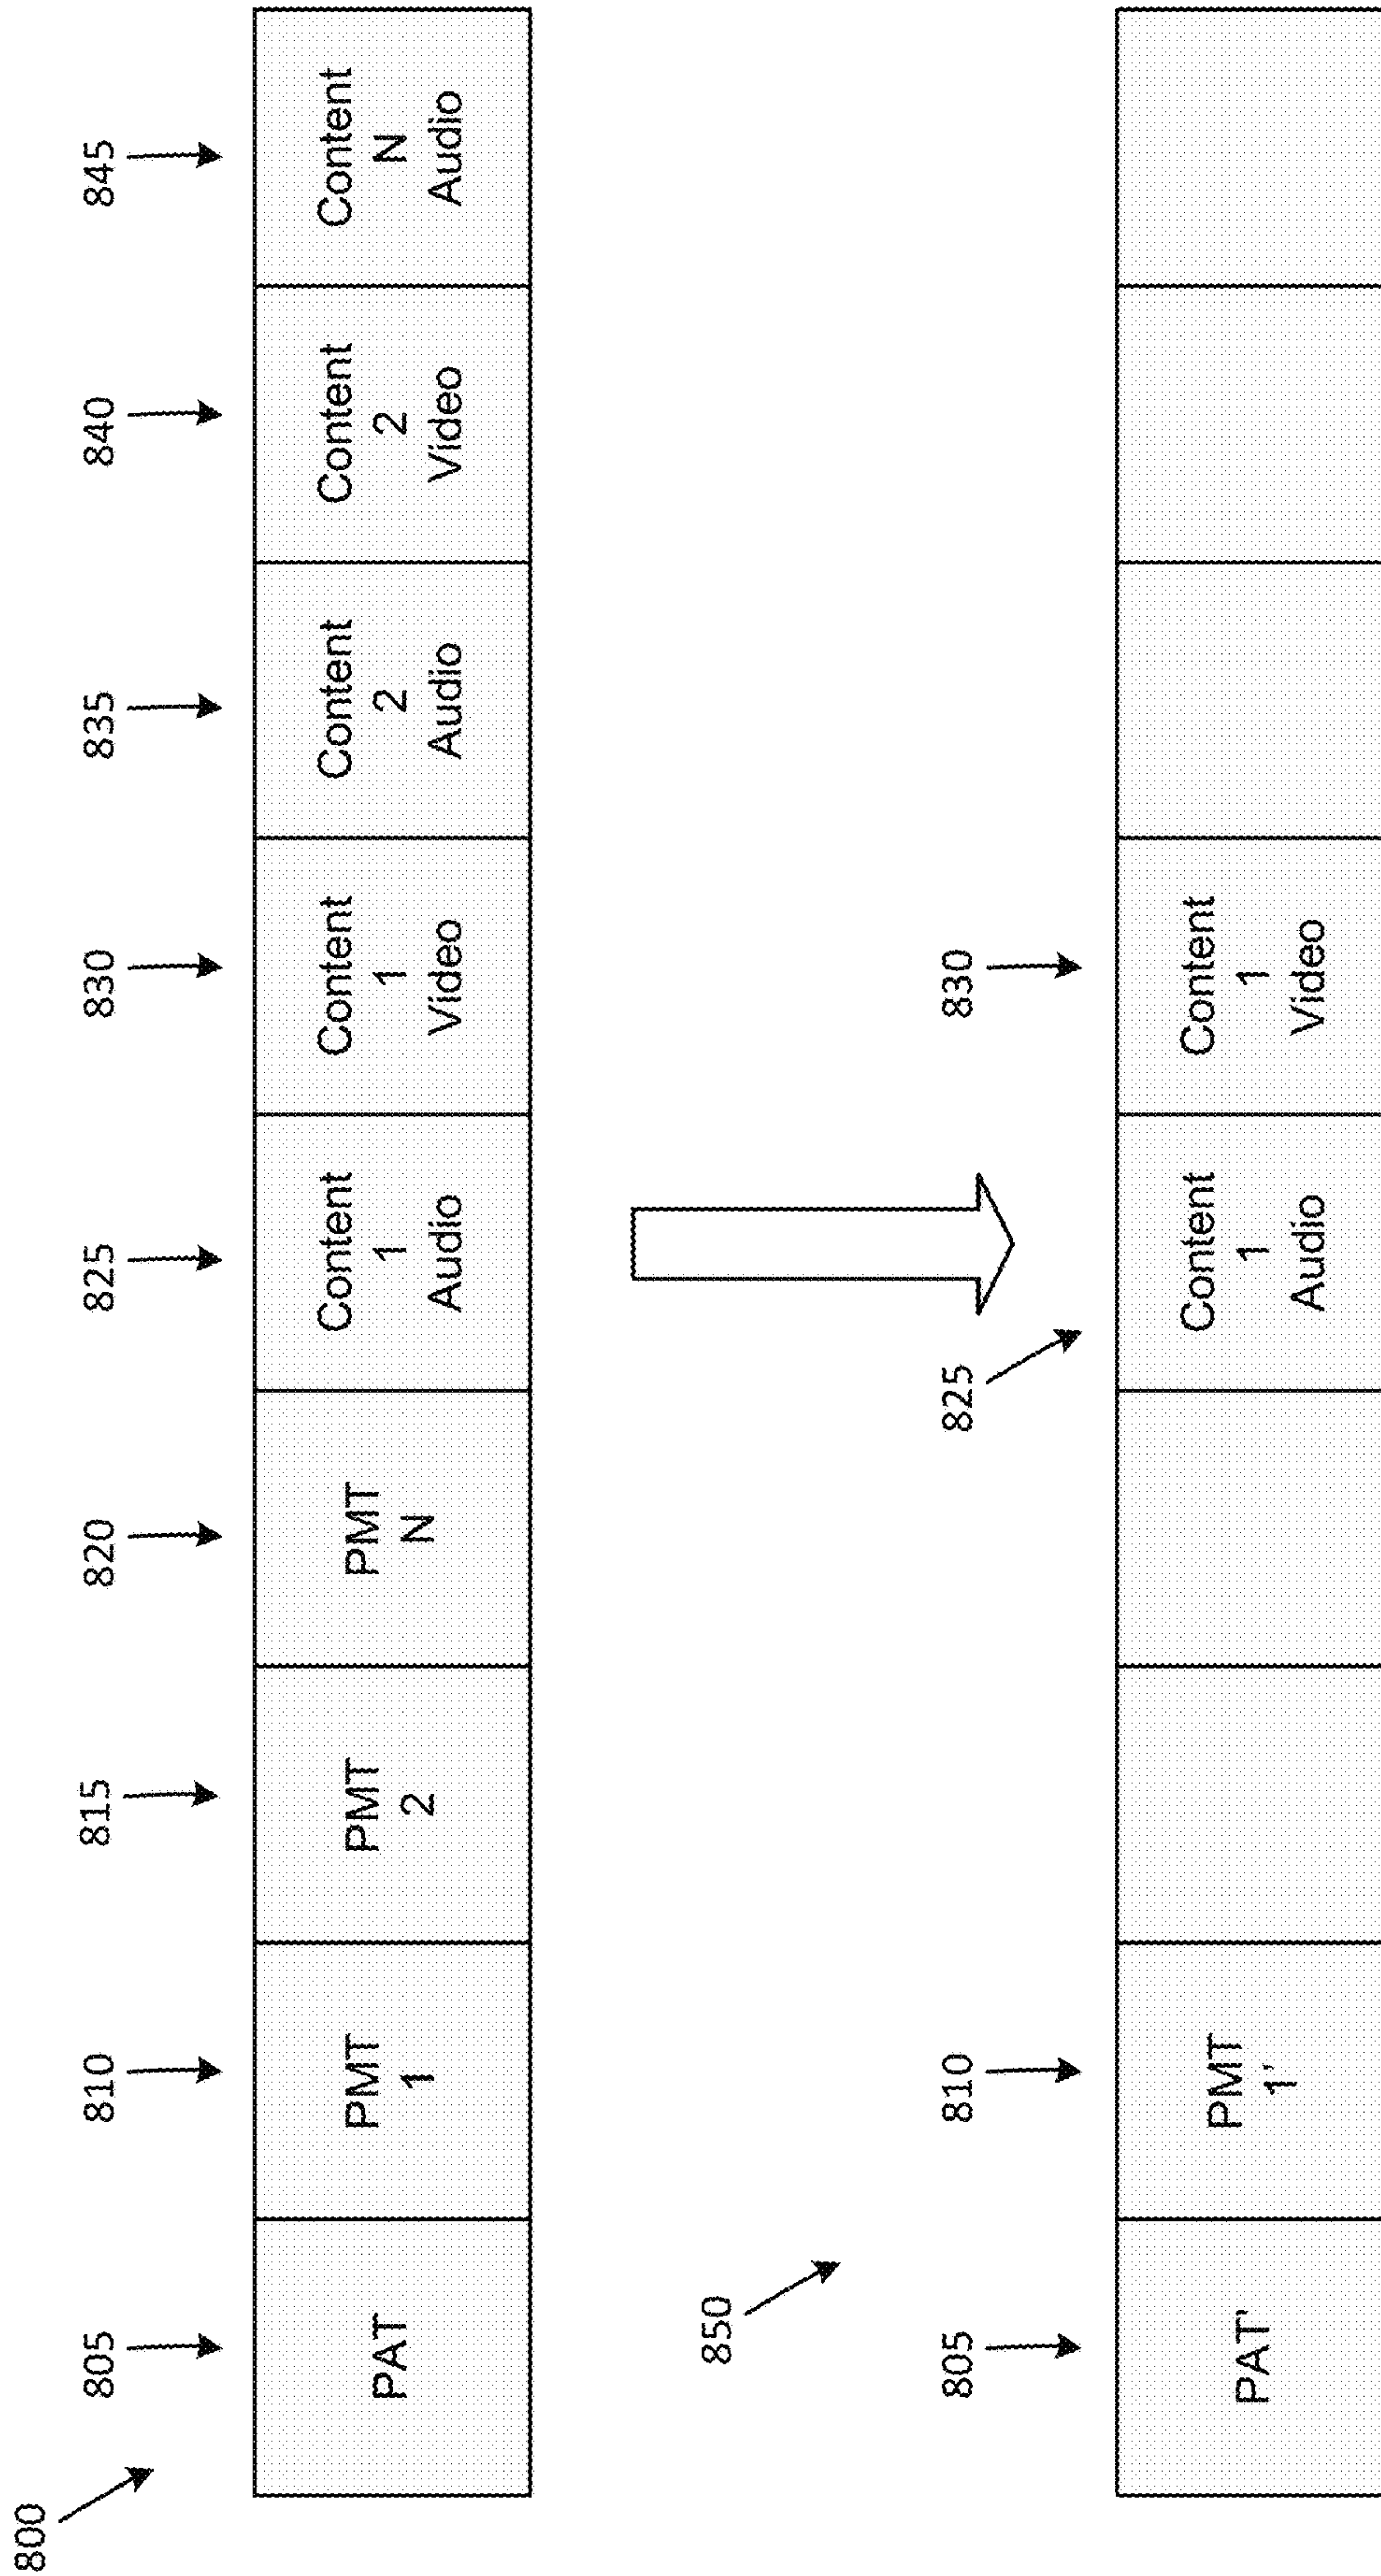 800
805
810
815
820
825
830
835
840
845
PAT
PMT
1
PMT
2
PMT
N
Content
1
Audio
Content
1
Video
Content
2
Audio
Content
2
Video
Content
N
Audio
850
805
810
825
830
PAT'
PMT
1'
Content
1
Audio
Content
1
Video